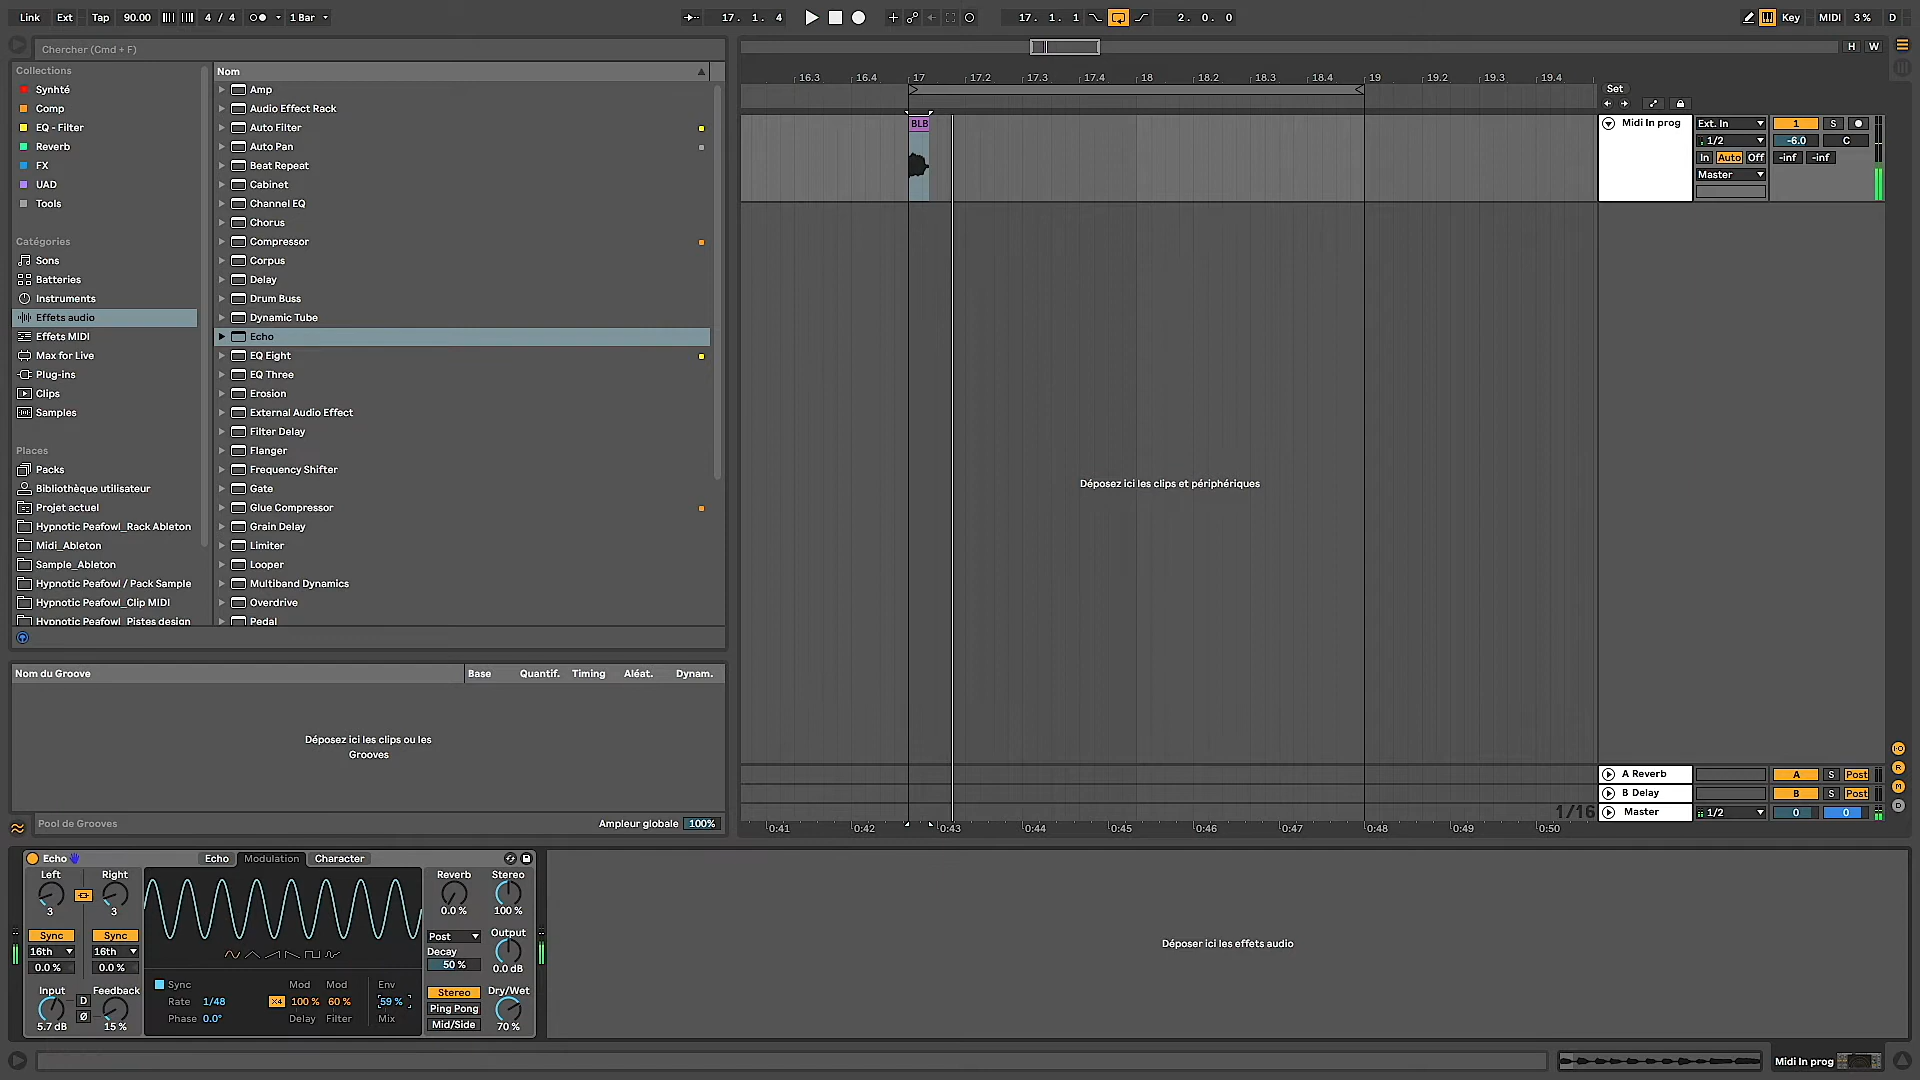 Link Ext Tap 90.00 4 / 4 1 Bar
17. 1. 4
17. 1. 1 2. 0. 0
Key MIDI 3 % D
Chercher (Cmd + F)
H W
Collections
Synhté
Comp
EQ - Filter
Reverb
FX
UAD
Tools
Catégories
Sons
Batteries
Instruments
Effets audio
Effets MIDI
Max for Live
Plug-ins
Clips
Samples
Places
Packs
Bibliothèque utilisateur
Projet actuel
Hypnotic Peafowl_Rack Ableton
Midi_Ableton
Sample_Ableton
Hypnotic Peafowl / Pack Sample
Hypnotic Peafowl_Clip MIDI
Hypnotic Peafowl_Pistes design
Nom
Amp
Audio Effect Rack
Auto Filter
Auto Pan
Beat Repeat
Cabinet
Channel EQ
Chorus
Compressor
Corpus
Delay
Drum Buss
Dynamic Tube
Echo
EQ Eight
EQ Three
Erosion
External Audio Effect
Filter Delay
Flanger
Frequency Shifter
Gate
Glue Compressor
Grain Delay
Limiter
Looper
Multiband Dynamics
Overdrive
Pedal
16.3 16.4 17 17.2 17.3 17.4 18 18.2 18.3 18.4 19 19.2 19.3 19.4
Set
BLB
Midi In prog
Ext. In 1 S
1/2 -6.0 C
In Auto Off -inf -inf
Master
Déposez ici les clips et périphériques
A Reverb A S Post
B Delay B S Post
1/16
Master 1/2 0 0
0:41 0:42 0:43 0:44 0:45 0:46 0:47 0:48 0:49 0:50
R
M
D
Nom du Groove Base Quantif. Timing Aléat. Dynam.
Déposez ici les clips ou les
Grooves
Pool de Grooves Ampleur globale 100%
Echo Echo Modulation Character
Left Right
3 3
Sync Sync
16th 16th
0.0 % 0.0 %
Input D Feedback
Ø
5.7 dB 15 %
Sync Mod Mod Env
Rate 1/48 x4 100 % 60 % 59 %
Phase 0.0° Delay Filter Mix
Reverb Stereo
0.0 % 100 %
Post Output
Decay
50 % 0.0 dB
Stereo Dry/Wet
Ping Pong
Mid/Side 70 %
Déposer ici les effets audio
Midi In prog